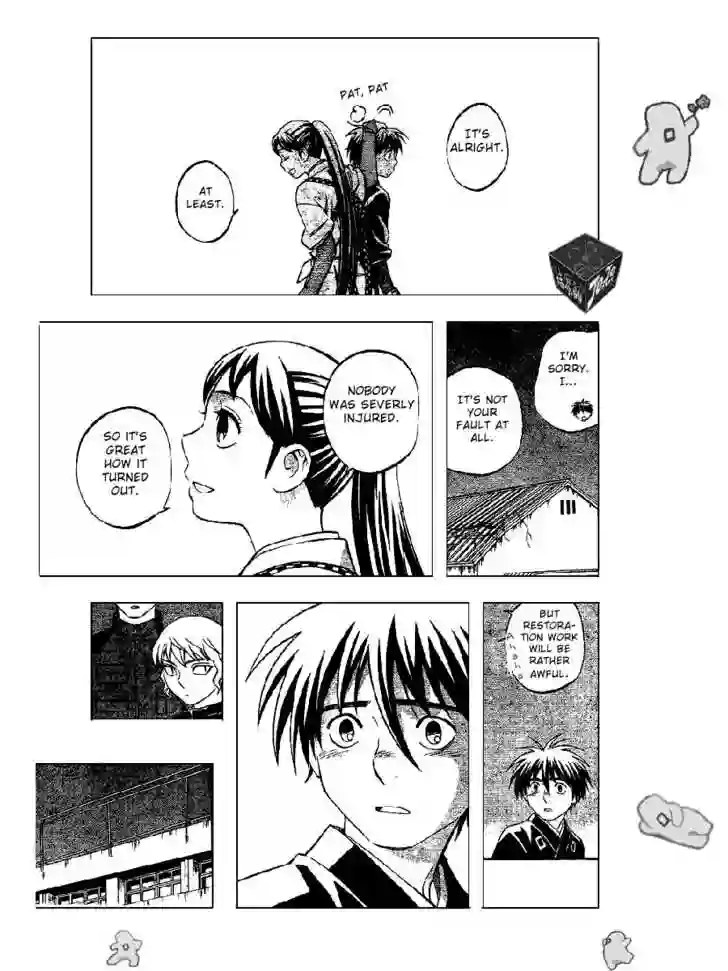 PAT, PAT
IT'S
ALRIGHT.
AT
LEAST.
I'M
SORRY.
I...
IT'S NOT
YOUR
FAULT AT
ALL.
NOBODY
WAS SEVERLY
INJURED.
SO IT'S
GREAT
HOW IT
TURNED
OUT.
BUT
RESTORA-
TION WORK
WILL BE
RATHER
AWFUL.